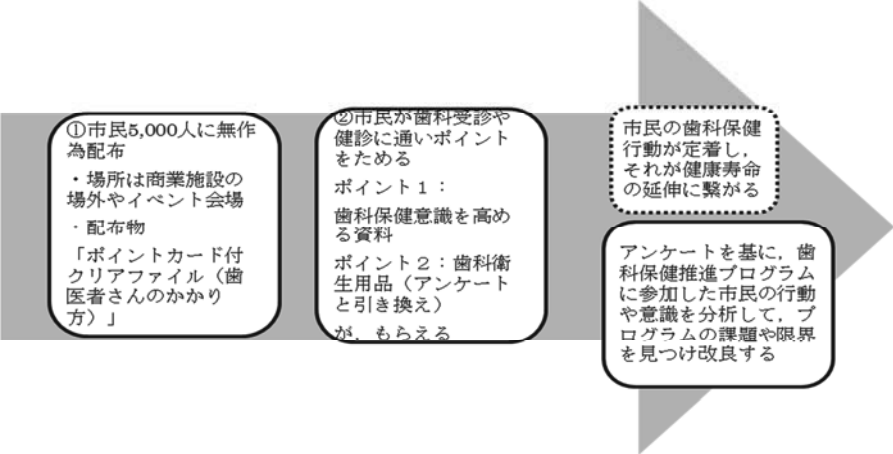 ①市民5,000人に無作
為配布
・場所は商業施設の
場外やイベント会場
・配布物
「ポイントカード付
クリアファイル（歯
医者さんのかかり
方）」
②市民が歯科受診や
健診に通いポイント
をためる
ポイント１：
歯科保健意識を高め
る資料
ポイント２：歯科衛
生用品（アンケート
と引き換え）
が，もらえる
市民の歯科保健
行動が定着し，
それが健康寿命
の延伸に繋がる
アンケートを基に，歯
科保健推進プログラム
に参加した市民の行動
や意識を分析して，プ
ログラムの課題や限界
を見つけ改良する